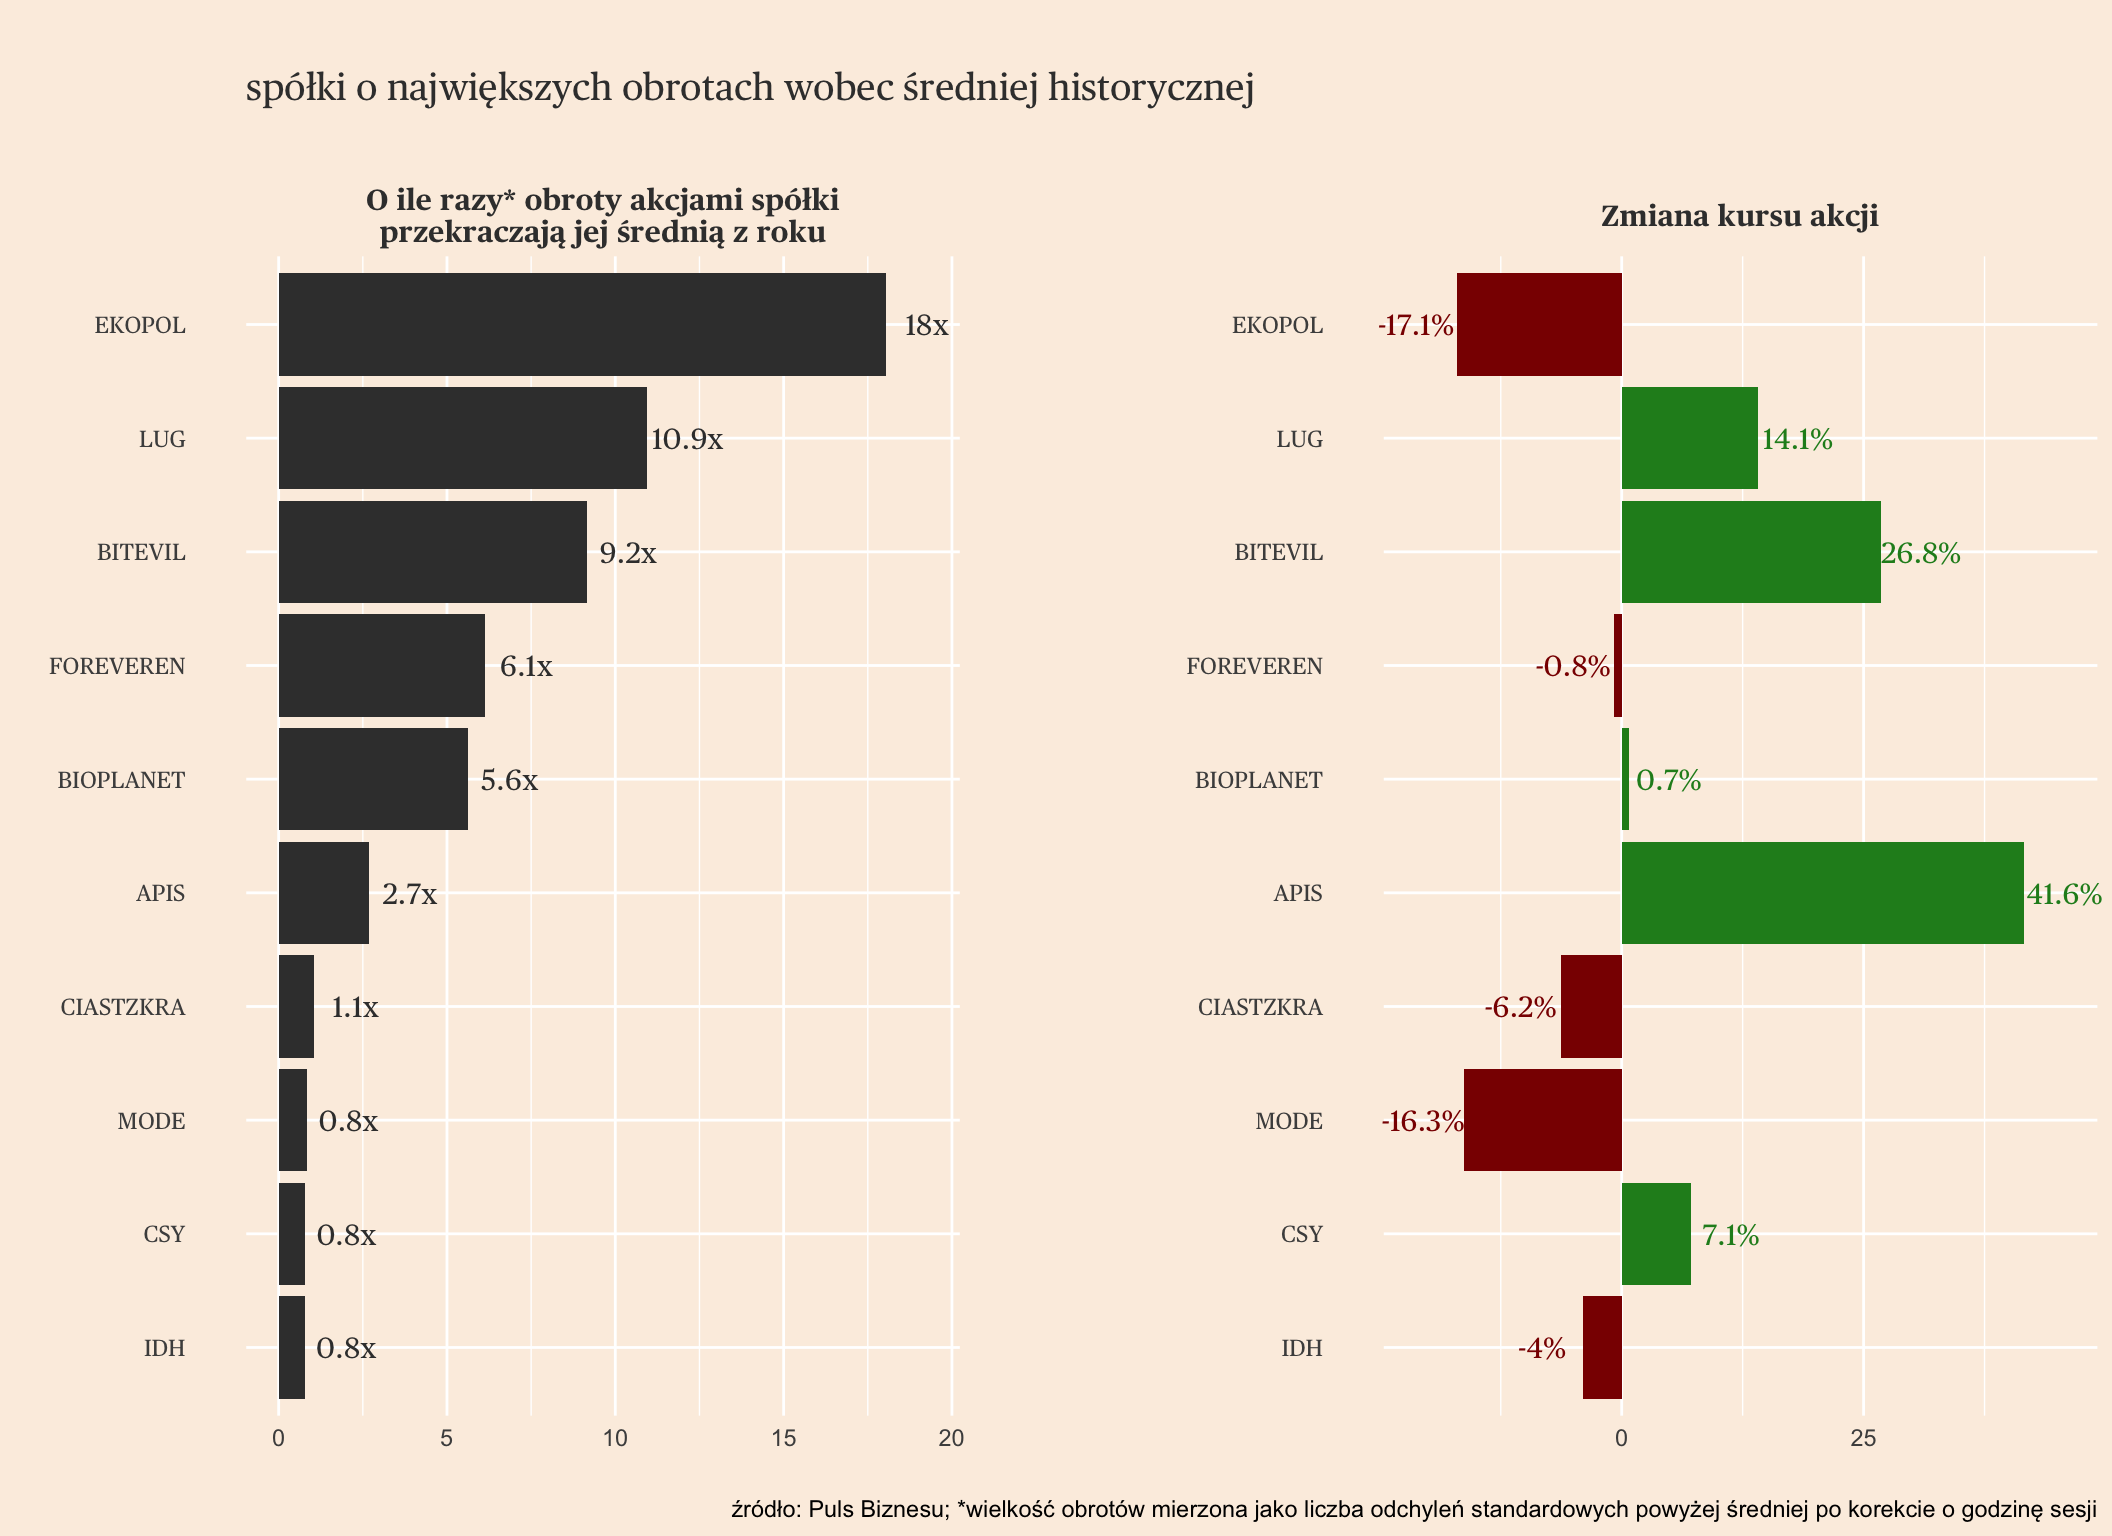 spółki o największych obrotach wobec średniej historycznej
O ile razy* obroty akcjami spółki
przekraczają jej średnią z roku
EKOPOL
18x
LUG
10.9x
BITEVIL
9.2x
FOREVEREN
6.1x
BIOPLANET
5.6x
APIS
2.7x
CIASTZKRA
1.1x
MODE
0.8x
CSY
0.8x
IDH
0.8x
0 5 10 15 20
Zmiana kursu akcji
EKOPOL
-17.1%
LUG
14.1%
BITEVIL
26.8%
FOREVEREN
-0.8%
BIOPLANET
0.7%
APIS
41.6%
CIASTZKRA
-6.2%
MODE
-16.3%
CSY
7.1%
IDH
-4%
0 25
źródło: Puls Biznesu; *wielkość obrotów mierzona jako liczba odchyleń standardowych powyżej średniej po korekcie o godzinę sesji